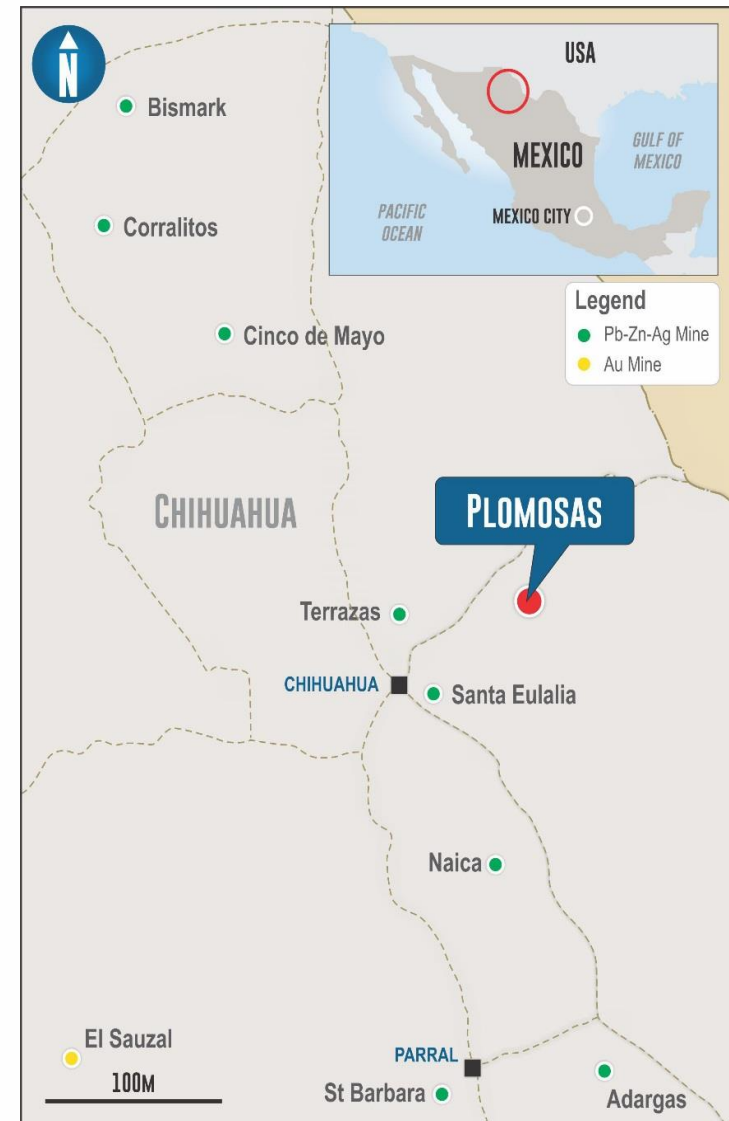 N
USA
MEXICO
GULF OF
MEXICO
PACIFIC
OCEAN
MEXICO CITY
Bismark
Corralitos
Cinco de Mayo
Legend
Pb-Zn-Ag Mine
Au Mine
CHIHUAHUA
PLOMOSAS
Terrazas
CHIHUAHUA
Santa Eulalia
Naica
El Sauzal
100M
PARRAL
St Barbara
Adargas